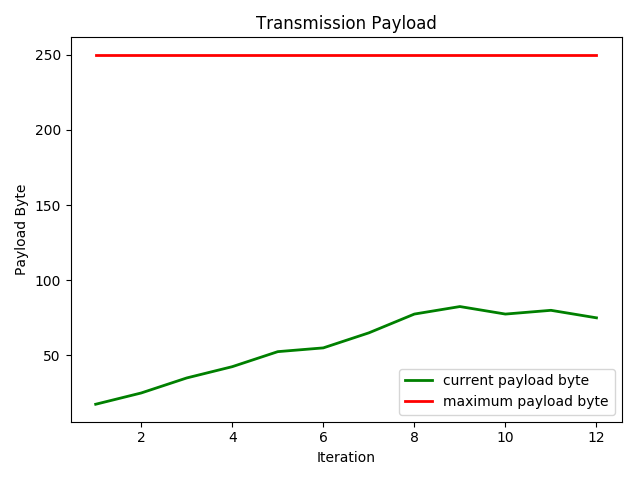 Transmission Payload
Payload Byte
250
200
150
100
50
2
4
6
8
10
12
Iteration
current payload byte
maximum payload byte